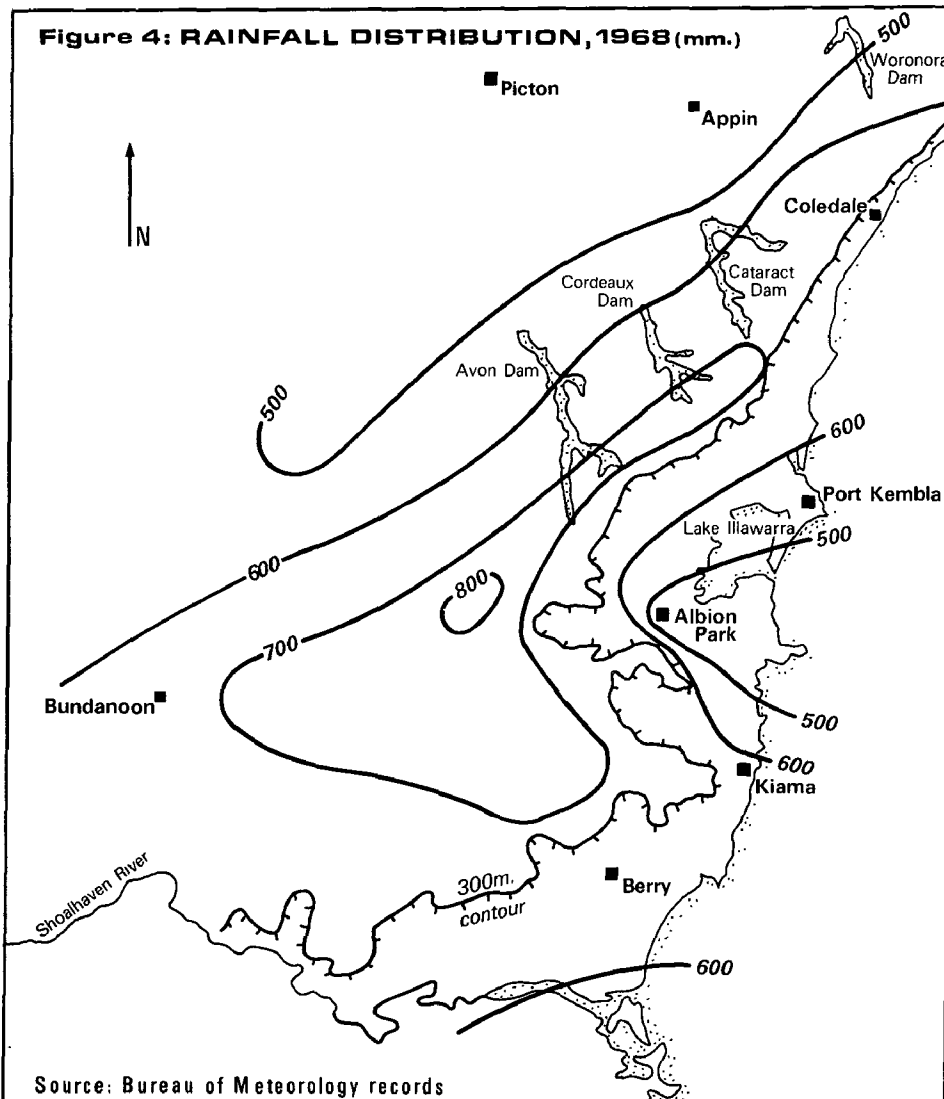 Figure 4: RAINFALL DISTRIBUTION, 1968 (mm.)
500
Woronora
Dam
Picton
Appin
N
Coledale
Cataract
Dam
Cordeaux
Dam
Avon Dam
500
600
Port Kembla
Lake Illawarra
500
600
800
Albion
Park
700
Bundanoon
500
600
Kiama
Shoalhaven River
300m.
contour
Berry
600
Source: Bureau of Meteorology records